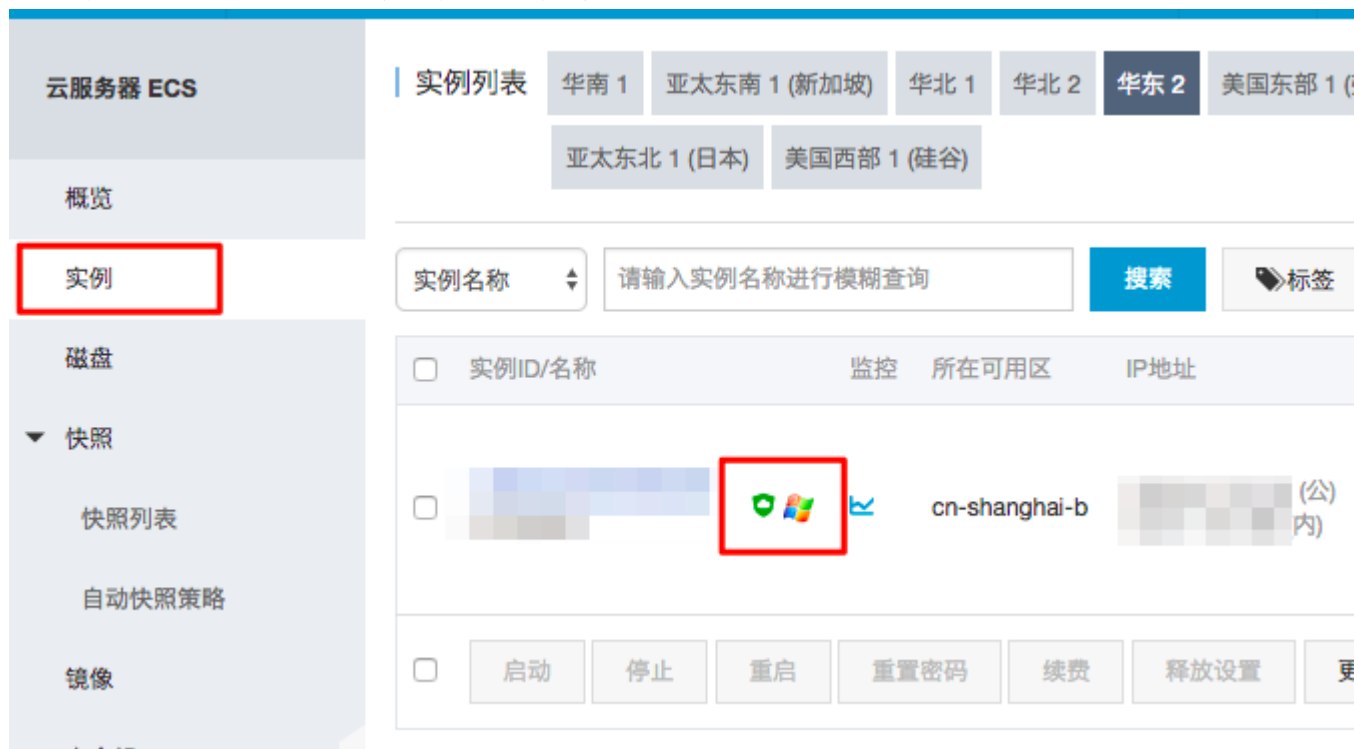 云服务器 ECS
概览
实例
磁盘
快照
快照列表
自动快照策略
镜像
实例列表 华南 1 亚太东南 1 (新加坡) 华北 1 华北 2 华东 2 美国东部 1 (
亚太东北 1 (日本) 美国西部 1 (硅谷)
实例名称 请输入实例名称进行模糊查询 搜索 标签
实例ID/名称 监控 所在可用区 IP地址
cn-shanghai-b (公)
内)
启动 停止 重启 重置密码 续费 释放设置 更